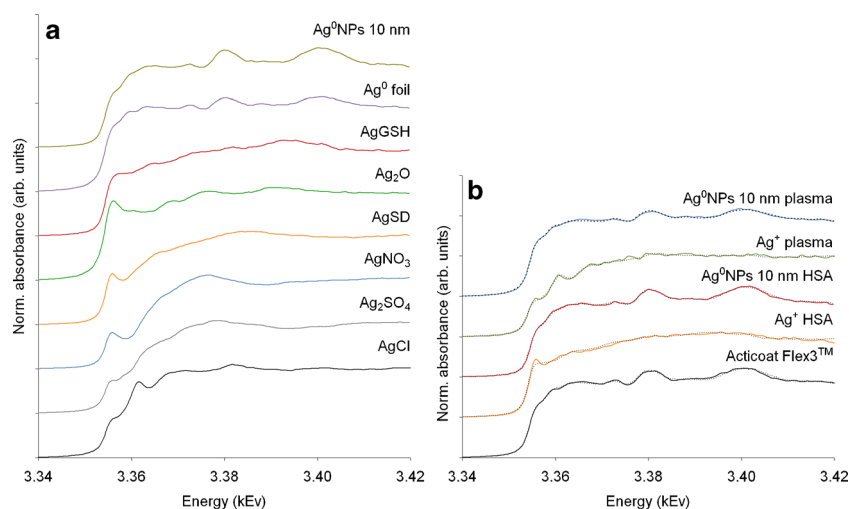 a
Norm. absorbance (arb. units)
Ag⁰NPs 10 nm
Ag⁰ foil
AgGSH
Ag₂O
AgSD
AgNO₃
Ag₂SO₄
AgCl
3.34 3.36 3.38 3.40 3.42
Energy (kEv)
b
Norm. absorbance (arb. units)
Ag⁰NPs 10 nm plasma
Ag⁺ plasma
Ag⁰NPs 10 nm HSA
Ag⁺ HSA
Acticoat Flex3™
3.34 3.36 3.38 3.40 3.42
Energy (kEv)